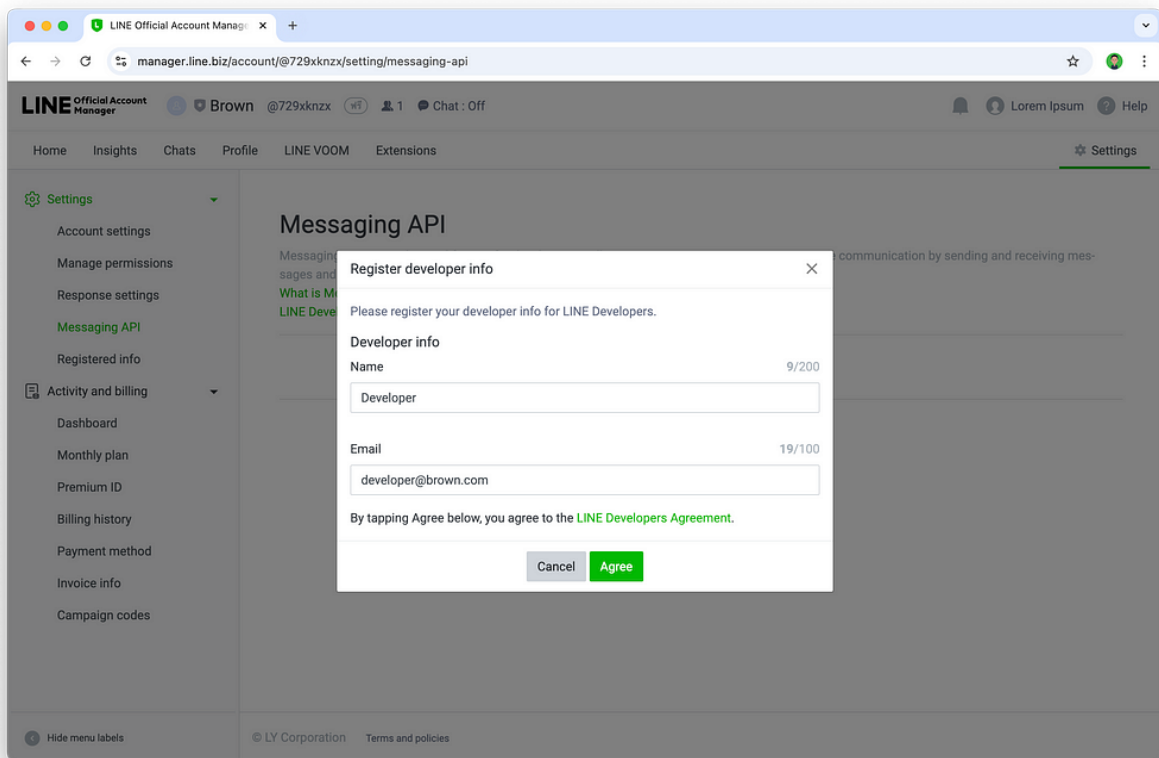 LINE Official Account Manage
manager.line.biz/account/@729xknzx/setting/messaging-api
LINE Official Account Manager
Brown @729xknzx ฟรี 1 Chat : Off
Lorem Ipsum ? Help
Home Insights Chats Profile LINE VOOM Extensions Settings
Settings
Account settings
Manage permissions
Response settings
Messaging API
Registered info
Activity and billing
Dashboard
Monthly plan
Premium ID
Billing history
Payment method
Invoice info
Campaign codes
Hide menu labels
Messaging API
Messaging
communication by sending and receiving mes-
sages and
What is
LINE
Register developer info
Please register your developer info for LINE Developers.
Developer info
Name 9/200
Developer
Email 19/100
developer@brown.com
By tapping Agree below, you agree to the LINE Developers Agreement.
Cancel Agree
© LY Corporation Terms and policies